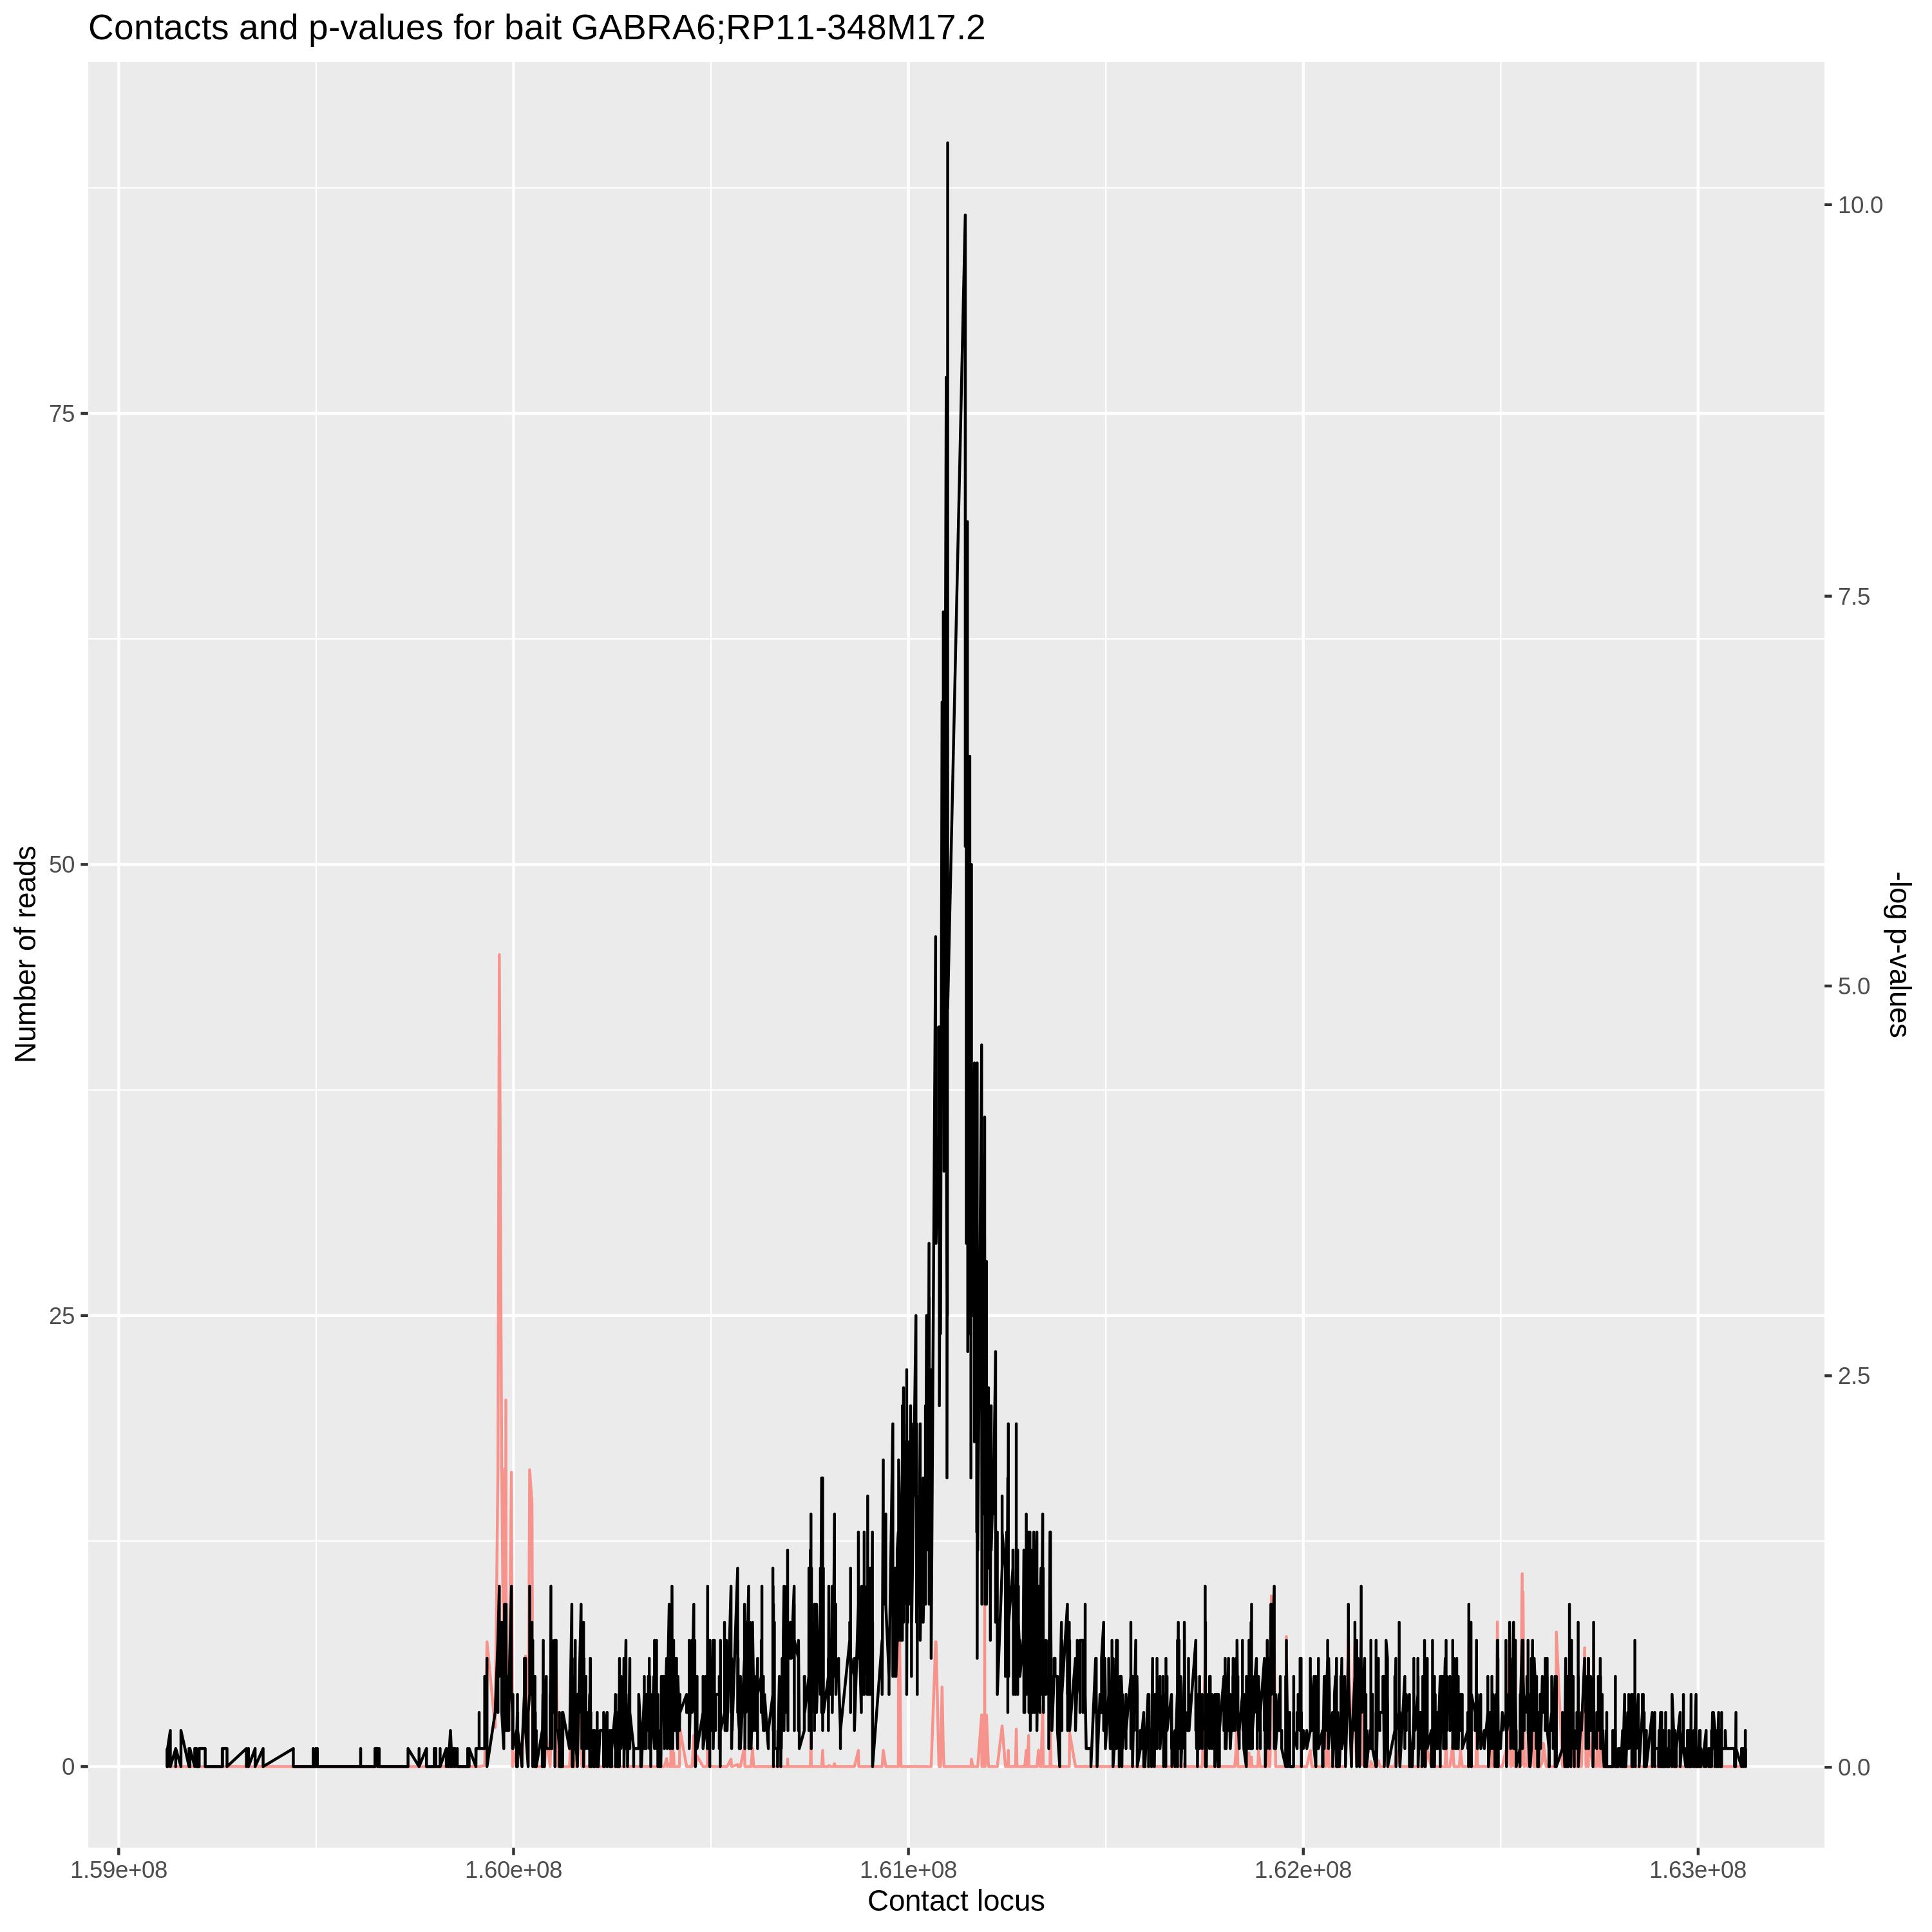 Contacts and p-values for bait GABRA6;RP11-348M17.2
Number of reads
75
50
25
0
10.0
7.5
5.0
2.5
0.0
-log p-values
1.59e+08 1.60e+08 1.61e+08 1.62e+08 1.63e+08
Contact locus